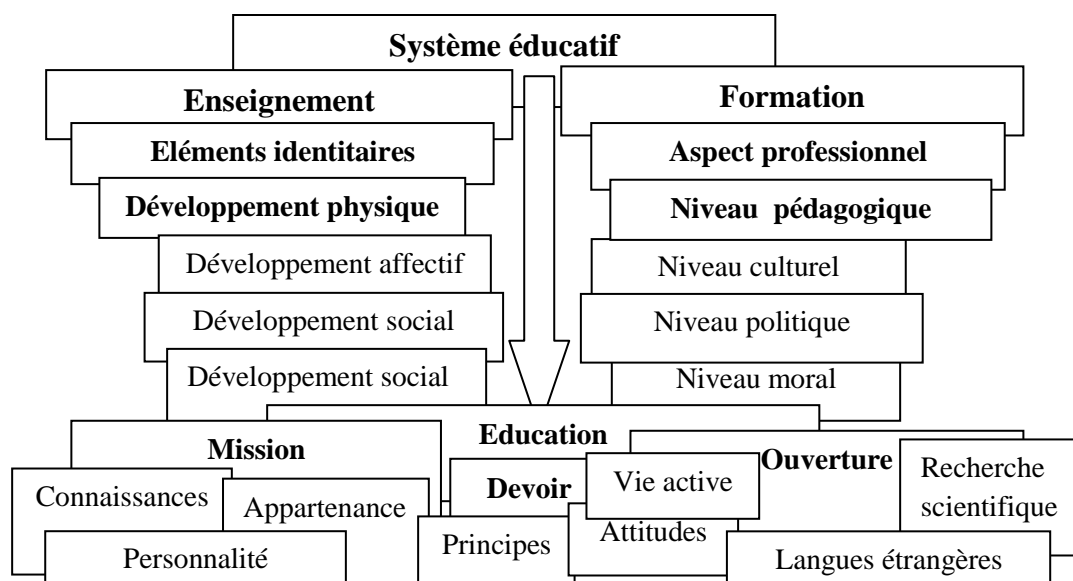 Système éducatif
Enseignement
Formation
Eléments identitaires
Aspect professionnel
Développement physique
Niveau pédagogique
Développement affectif
Niveau culturel
Développement social
Niveau politique
Développement social
Niveau moral
Education
Mission
Ouverture
Devoir
Vie active
Recherche
scientifique
Connaissances
Appartenance
Principes
Attitudes
Personnalité
Langues étrangères